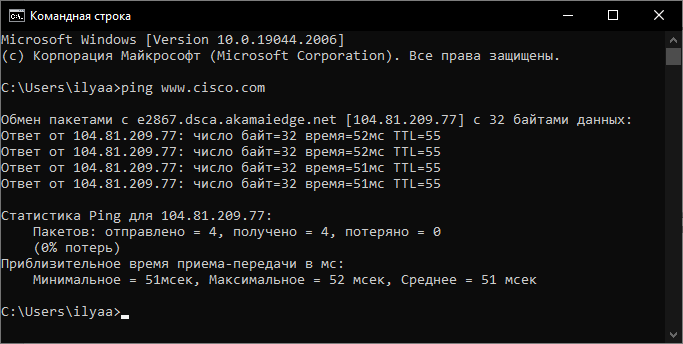 Командная строка
Microsoft Windows [Version 10.0.19044.2006]
(c) Корпорация Майкрософт (Microsoft Corporation). Все права защищены.
C:\Users\ilyaa>ping www.cisco.com
Обмен пакетами с e2867.dsca.akamaiedge.net [104.81.209.77] с 32 байтами данных:
Ответ от 104.81.209.77: число байт=32 время=52мс TTL=55
Ответ от 104.81.209.77: число байт=32 время=52мс TTL=55
Ответ от 104.81.209.77: число байт=32 время=51мс TTL=55
Ответ от 104.81.209.77: число байт=32 время=51мс TTL=55
Статистика Ping для 104.81.209.77:
    Пакетов: отправлено = 4, получено = 4, потеряно = 0
    (0% потерь)
Приблизительное время приема-передачи в мс:
    Минимальное = 51мсек, Максимальное = 52 мсек, Среднее = 51 мсек
C:\Users\ilyaa>